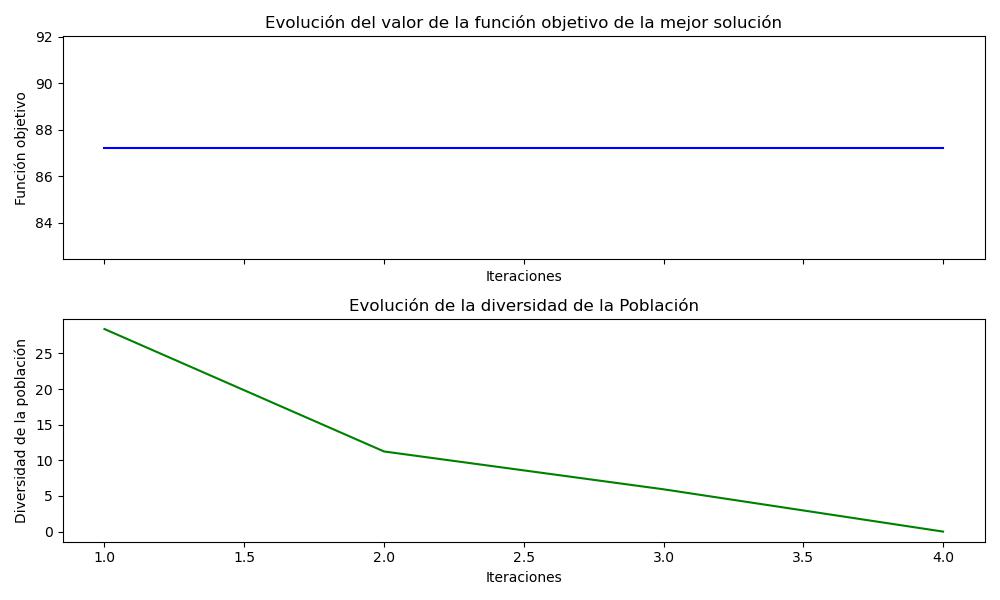 Evolución del valor de la función objetivo de la mejor solución
Función objetivo
92
90
88
86
84
Iteraciones
Evolución de la diversidad de la Población
Diversidad de la población
25
20
15
10
5
0
1.0 1.5 2.0 2.5 3.0 3.5 4.0
Iteraciones